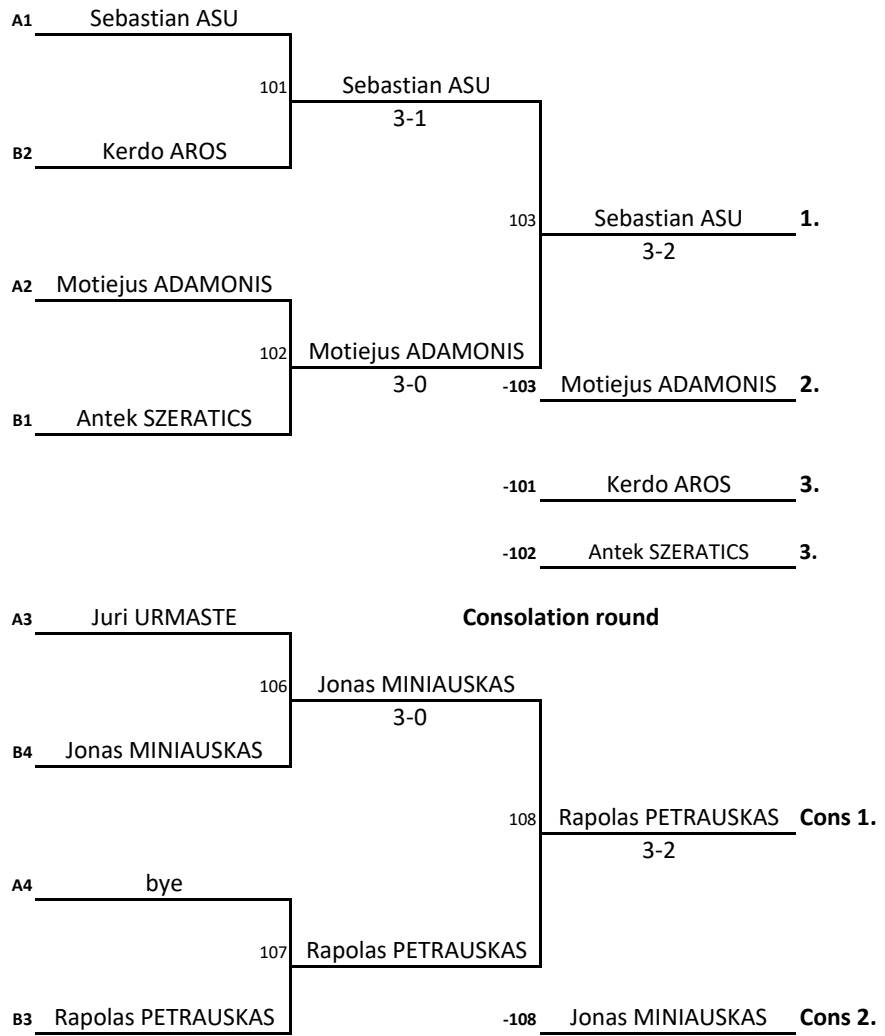 A1 Sebastian ASU
101 Sebastian ASU
3-1
B2 Kerdo AROS
103 Sebastian ASU 1.
3-2
A2 Motiejus ADAMONIS
102 Motiejus ADAMONIS
3-0 -103 Motiejus ADAMONIS 2.
B1 Antek SZERATICS
-101 Kerdo AROS 3.
-102 Antek SZERATICS 3.
A3 Juri URMASTE Consolation round
106 Jonas MINIAUSKAS
3-0
B4 Jonas MINIAUSKAS
108 Rapolas PETRAUSKAS Cons 1.
3-2
A4 bye
107 Rapolas PETRAUSKAS
B3 Rapolas PETRAUSKAS -108 Jonas MINIAUSKAS Cons 2.